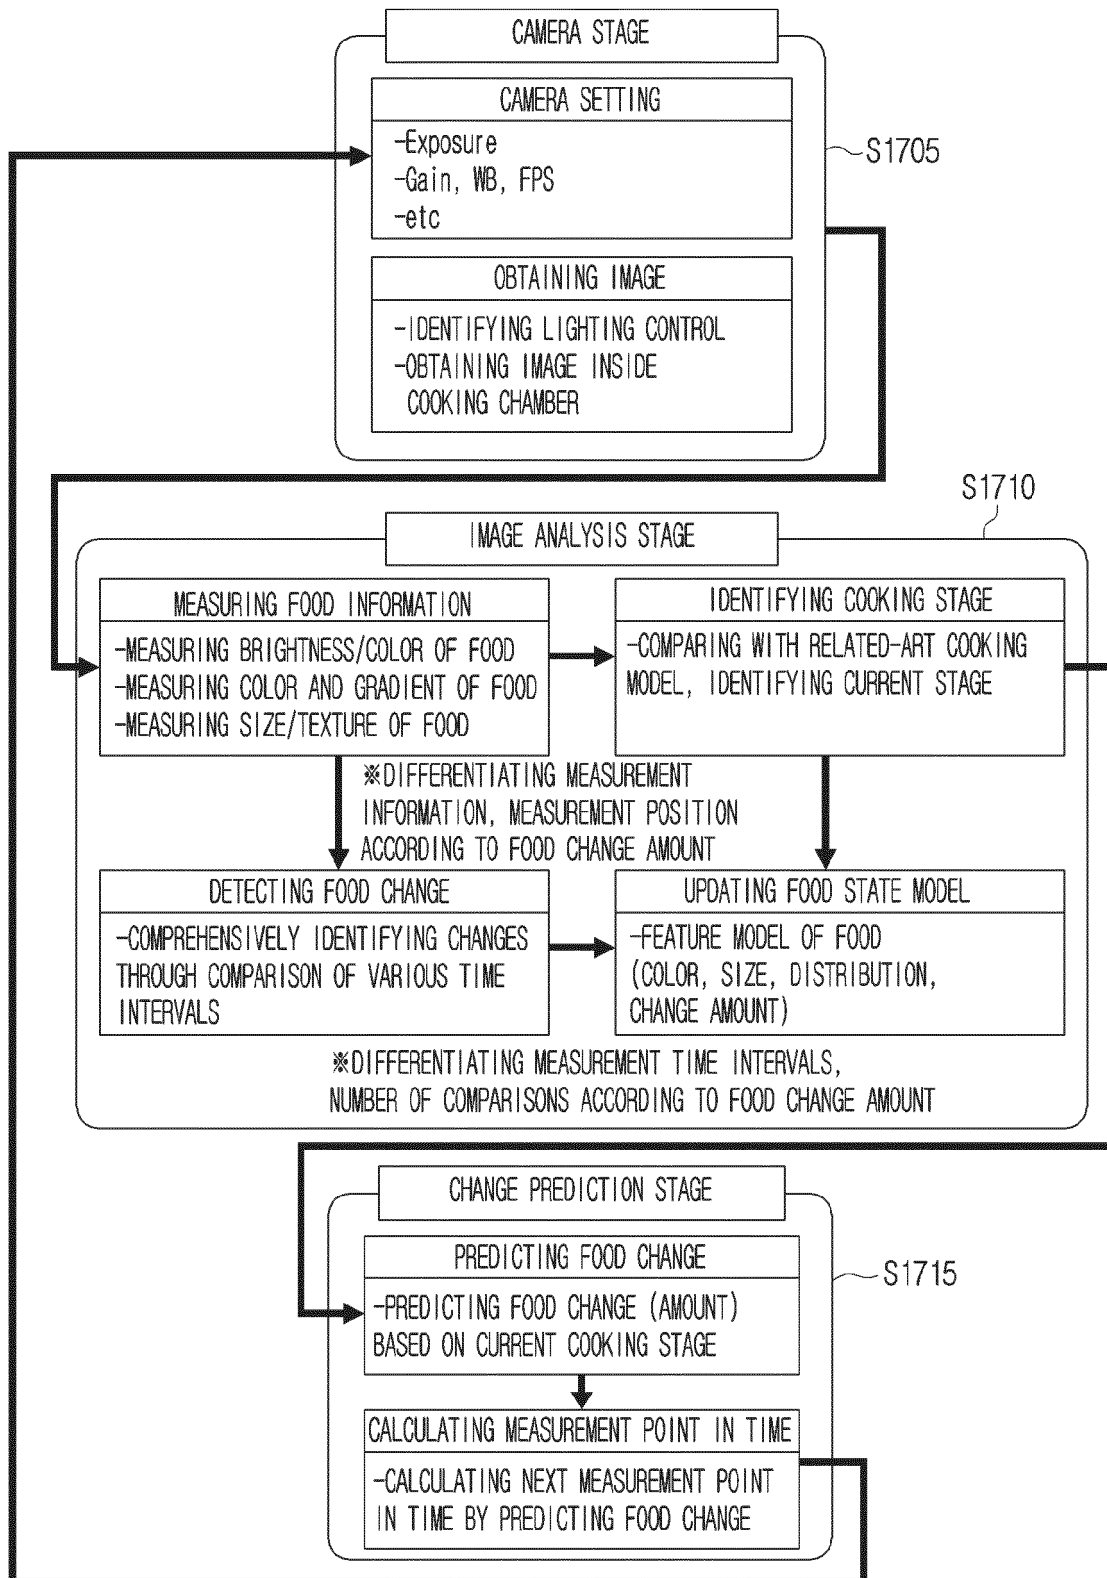 CAMERA STAGE
CAMERA SETTING
-Exposure
-Gain, WB, FPS
-etc
S1705
OBTAINING IMAGE
-IDENTIFYING LIGHTING CONTROL
-OBTAINING IMAGE INSIDE
COOKING CHAMBER
S1710
IMAGE ANALYSIS STAGE
MEASURING FOOD INFORMATION
-MEASURING BRIGHTNESS/COLOR OF FOOD
-MEASURING COLOR AND GRADIENT OF FOOD
-MEASURING SIZE/TEXTURE OF FOOD
IDENTIFYING COOKING STAGE
-COMPARING WITH RELATED-ART COOKING
MODEL, IDENTIFYING CURRENT STAGE
※DIFFERENTIATING MEASUREMENT
INFORMATION, MEASUREMENT POSITION
ACCORDING TO FOOD CHANGE AMOUNT
DETECTING FOOD CHANGE
-COMPREHENSIVELY IDENTIFYING CHANGES
THROUGH COMPARISON OF VARIOUS TIME
INTERVALS
UPDATING FOOD STATE MODEL
-FEATURE MODEL OF FOOD
(COLOR, SIZE, DISTRIBUTION,
CHANGE AMOUNT)
※DIFFERENTIATING MEASUREMENT TIME INTERVALS,
NUMBER OF COMPARISONS ACCORDING TO FOOD CHANGE AMOUNT
CHANGE PREDICTION STAGE
PREDICTING FOOD CHANGE
-PREDICTING FOOD CHANGE (AMOUNT)
BASED ON CURRENT COOKING STAGE
S1715
CALCULATING MEASUREMENT POINT IN TIME
-CALCULATING NEXT MEASUREMENT POINT
IN TIME BY PREDICTING FOOD CHANGE